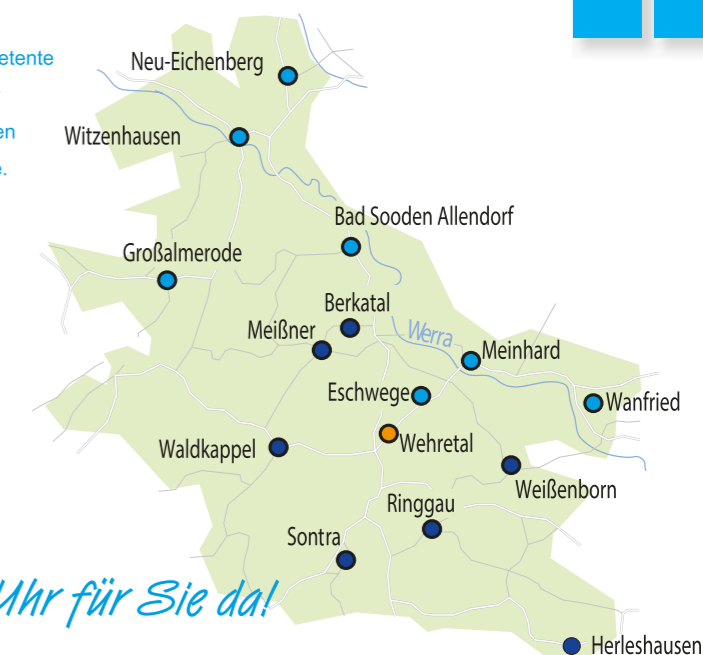 Neu-Eichenberg
Witzenhausen
Bad Sooden Allendorf
Großalmerode
Berkatal
Meißner
Werra
Meinhard
Eschwege
Wanfried
Wehretal
Waldkappel
Weißenborn
Ringgau
Sontra
Uhr für Sie da!
Herleshausen